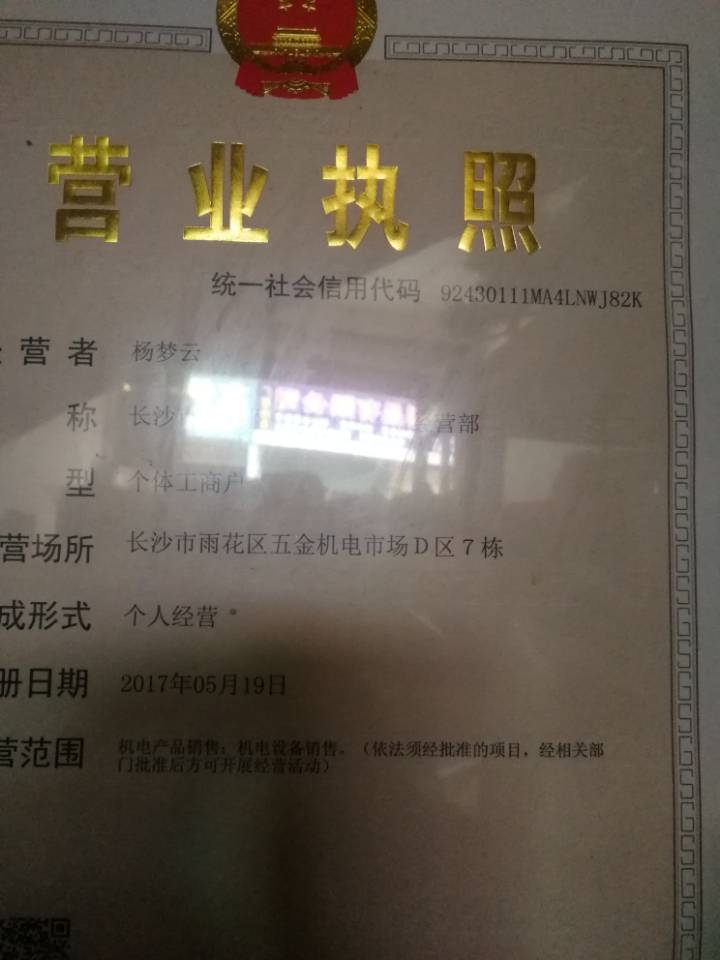 营业执照
统一社会信用代码 92430111MA4LNWJ82K
营者 杨梦云
称 长沙 营部
型 个体工商户
营场所 长沙市雨花区五金机电市场D区7栋
成形式 个人经营
册日期 2017年05月19日
营范围 机电产品销售；机电设备销售。（依法须经批准的项目，经相关部
门批准后方可开展经营活动）